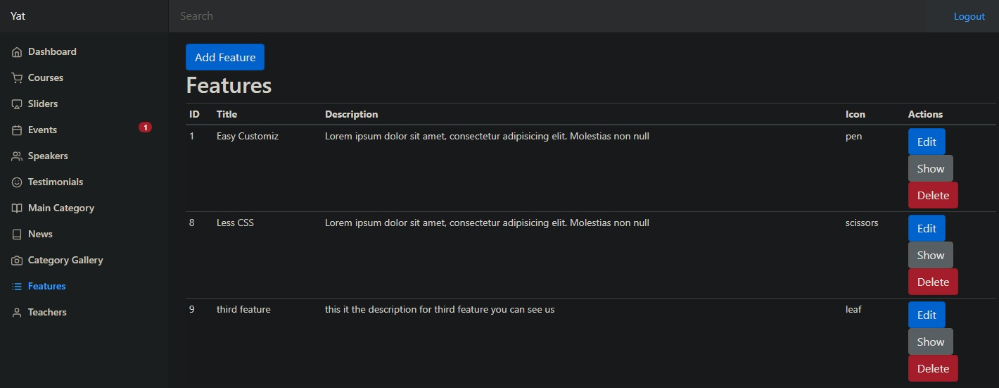 Yat
Search
Logout
Dashboard
Courses
Sliders
Events 1
Speakers
Testimonials
Main Category
News
Category Gallery
Features
Teachers
Add Feature
Features
ID Title Description Icon Actions
1 Easy Customiz Lorem ipsum dolor sit amet, consectetur adipisicing elit. Molestias non null pen Edit
Show
Delete
8 Less CSS Lorem ipsum dolor sit amet, consectetur adipisicing elit. Molestias non null scissors Edit
Show
Delete
9 third feature this it the description for third feature you can see us leaf Edit
Show
Delete